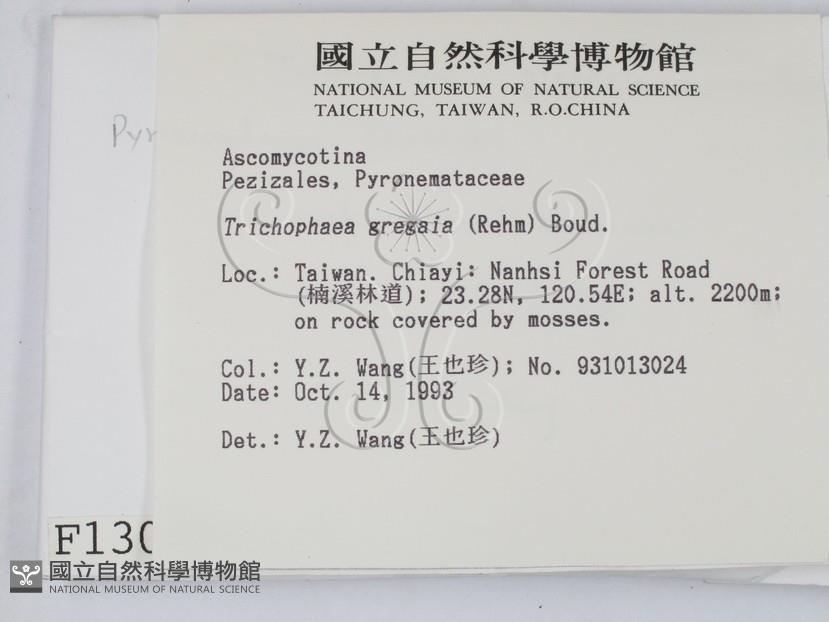 國立自然科學博物館
NATIONAL MUSEUM OF NATURAL SCIENCE
TAICHUNG, TAIWAN, R.O.CHINA
Ascomycotina
Pezizales, Pyronemataceae
Trichophaea gregaia (Rehm) Boud.
Loc.: Taiwan. Chiayi: Nanhsi Forest Road
(楠溪林道); 23.28N, 120.54E; alt. 2200m;
on rock covered by mosses.
Col.: Y.Z. Wang(王也珍); No. 931013024
Date: Oct. 14, 1993
Det.: Y.Z. Wang(王也珍)
F130
國立自然科學博物館
NATIONAL MUSEUM OF NATURAL SCIENCE